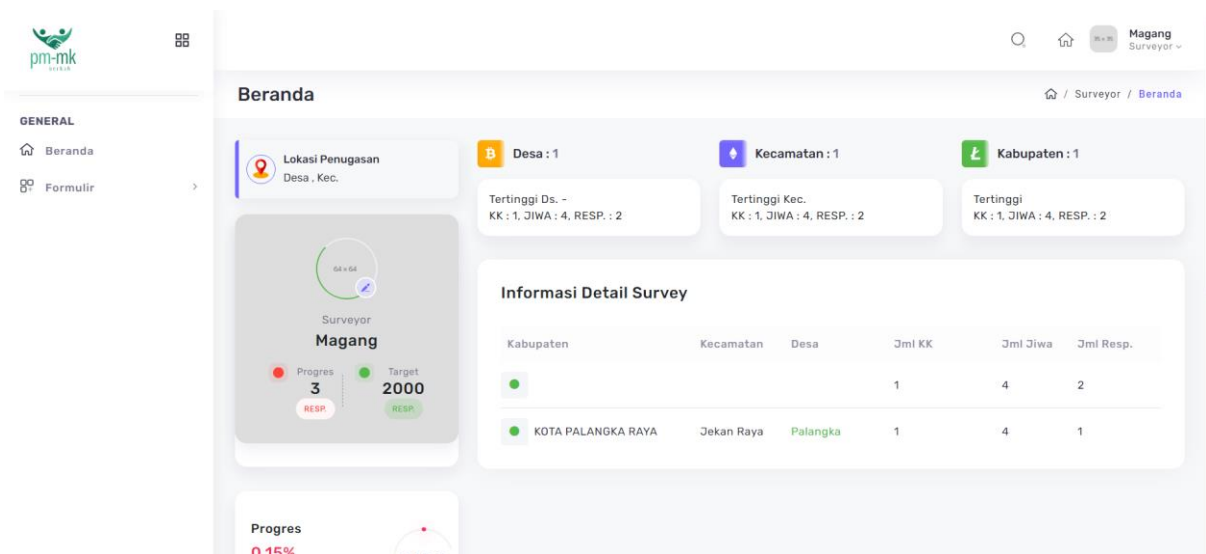 pm-mk
Magang
Surveyor
Beranda
/ Surveyor / Beranda
GENERAL
Beranda
Formulir
Lokasi Penugasan
Desa , Kec.
64 × 64
Surveyor
Magang
Progres
3
RESP.
Target
2000
RESP.
Progres
0.15%
Desa : 1
Tertinggi Ds. -
KK : 1, JIWA : 4, RESP. : 2
Kecamatan : 1
Tertinggi Kec.
KK : 1, JIWA : 4, RESP. : 2
Kabupaten : 1
Tertinggi
KK : 1, JIWA : 4, RESP. : 2
Informasi Detail Survey
Kabupaten Kecamatan Desa Jml KK Jml Jiwa Jml Resp.
1 4 2
KOTA PALANGKA RAYA Jekan Raya Palangka 1 4 1